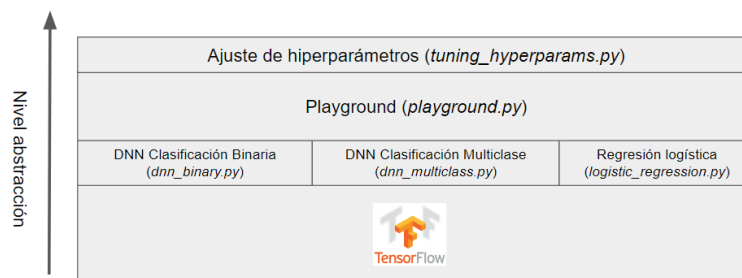 Nivel abstracción
Ajuste de hiperparámetros (tuning_hyperparams.py)
Playground (playground.py)
DNN Clasificación Binaria
(dnn_binary.py)
DNN Clasificación Multiclase
(dnn_multiclass.py)
Regresión logística
(logistic_regression.py)
TensorFlow